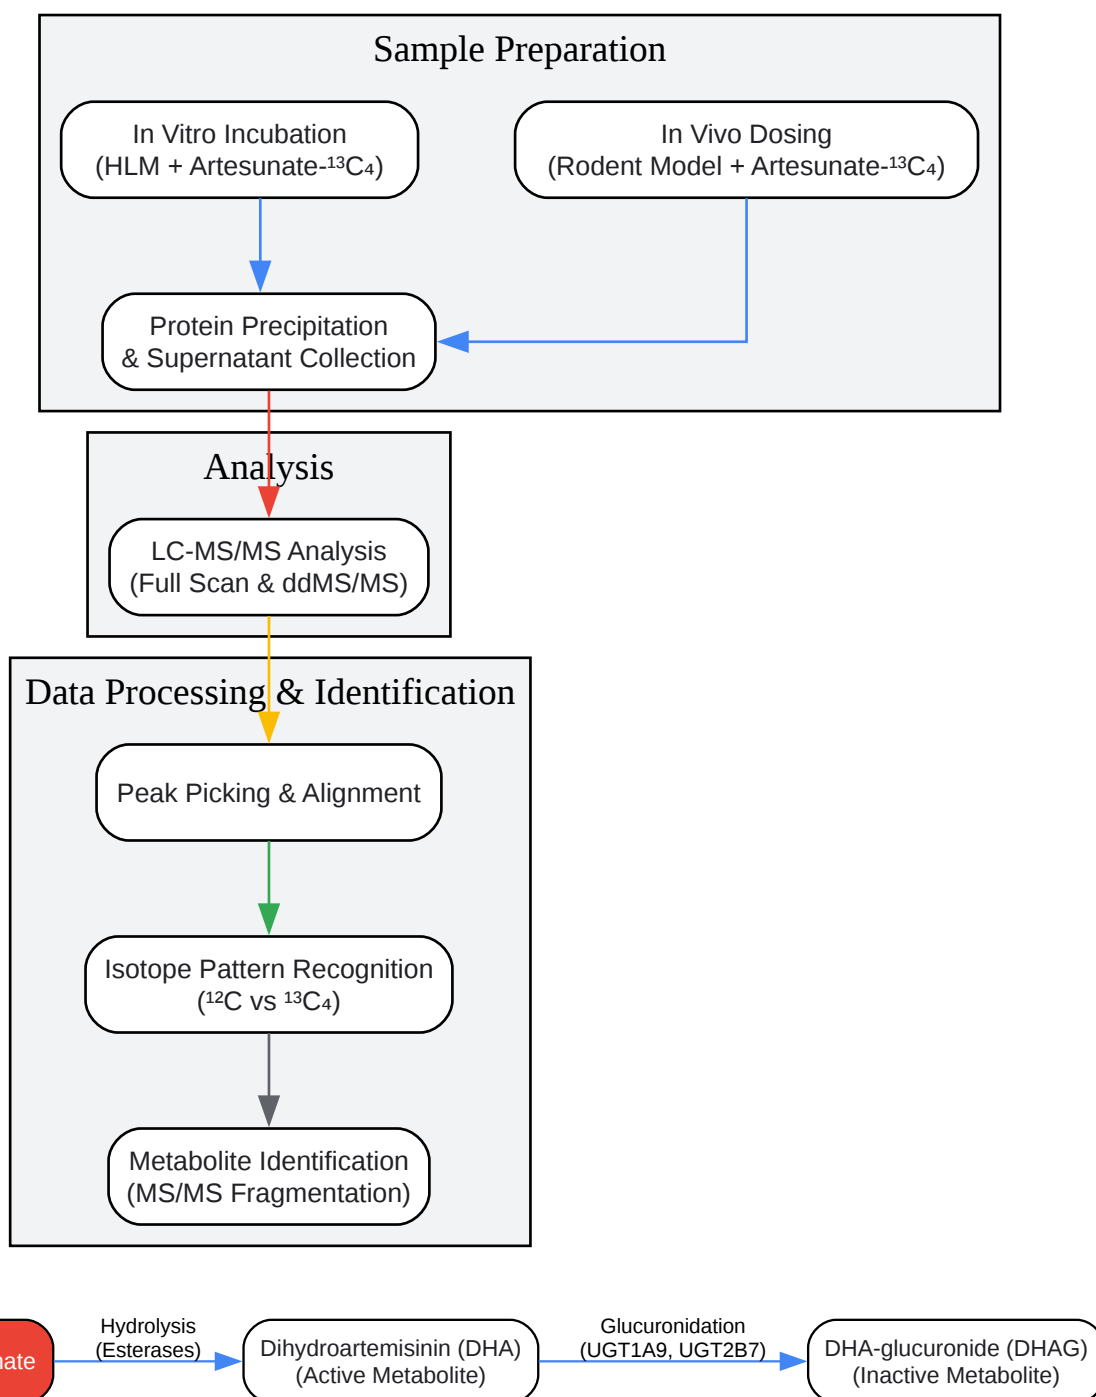 Sample Preparation
In Vitro Incubation
(HLM + Artesunate-¹³C₄)
In Vivo Dosing
(Rodent Model + Artesunate-¹³C₄)
Protein Precipitation
& Supernatant Collection
Analysis
LC-MS/MS Analysis
(Full Scan & ddMS/MS)
Data Processing & Identification
Peak Picking & Alignment
Isotope Pattern Recognition
(¹²C vs ¹³C₄)
Metabolite Identification
(MS/MS Fragmentation)
Hydrolysis
(Esterases)
Dihydroartemisinin (DHA)
(Active Metabolite)
Glucuronidation
(UGT1A9, UGT2B7)
DHA-glucuronide (DHAG)
(Inactive Metabolite)